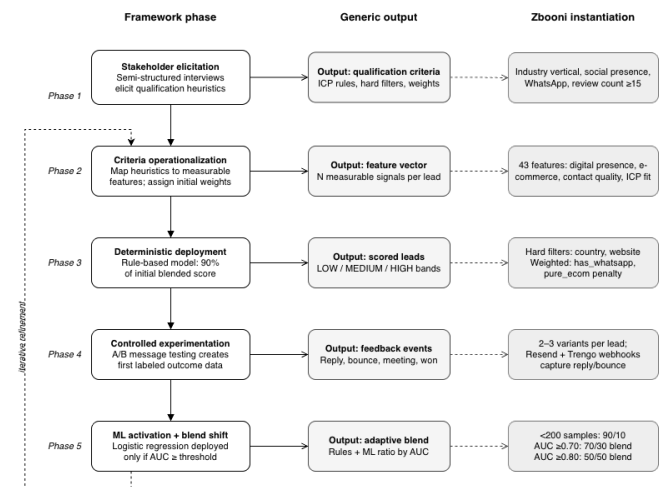 Framework phase
Generic output
Zbooni instantiation
Phase 1
Stakeholder elicitation
Semi-structured interviews
elicit qualification heuristics
Output: qualification criteria
ICP rules, hard filters, weights
Industry vertical, social presence,
WhatsApp, review count ≥15
Phase 2
Criteria operationalization
Map heuristics to measurable
features; assign initial weights
Output: feature vector
N measurable signals per lead
43 features: digital presence, e-
commerce, contact quality, ICP fit
Phase 3
Deterministic deployment
Rule-based model: 90%
of initial blended score
Output: scored leads
LOW / MEDIUM / HIGH bands
Hard filters: country, website
Weighted: has_whatsapp,
pure_ecom penalty
iterative refinement
Phase 4
Controlled experimentation
A/B message testing creates
first labeled outcome data
Output: feedback events
Reply, bounce, meeting, won
2–3 variants per lead;
Resend + Trengo webhooks
capture reply/bounce
Phase 5
ML activation + blend shift
Logistic regression deployed
only if AUC ≥ threshold
Output: adaptive blend
Rules + ML ratio by AUC
<200 samples: 90/10
AUC ≥0.70: 70/30 blend
AUC ≥0.80: 50/50 blend